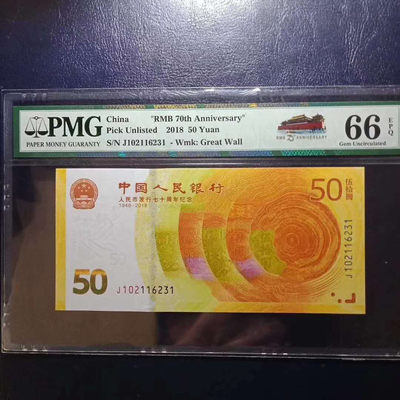 PMG
PAPER MONEY GUARANTY
China "RMB 70th Anniversary"
Pick Unlisted 2018 50 Yuan
S/N J102116231 - Wmk: Great Wall
66 EPQ
Gem Uncirculated
中国人民银行
人民币发行七十周年纪念
1948-2018
50 伍拾圆
50
J102116231
J102116231